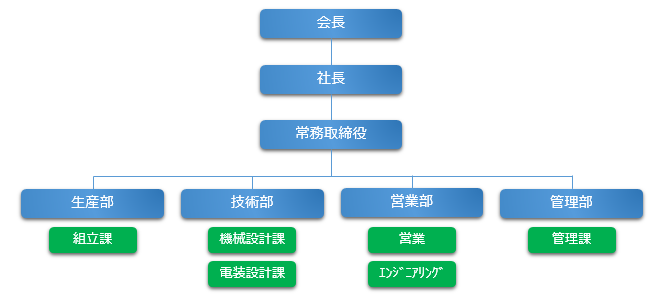 会長
社長
常務取締役
生産部
技術部
営業部
管理部
組立課
機械設計課
営業
管理課
電装設計課
ｴﾝｼﾞﾆｱﾘﾝｸﾞ